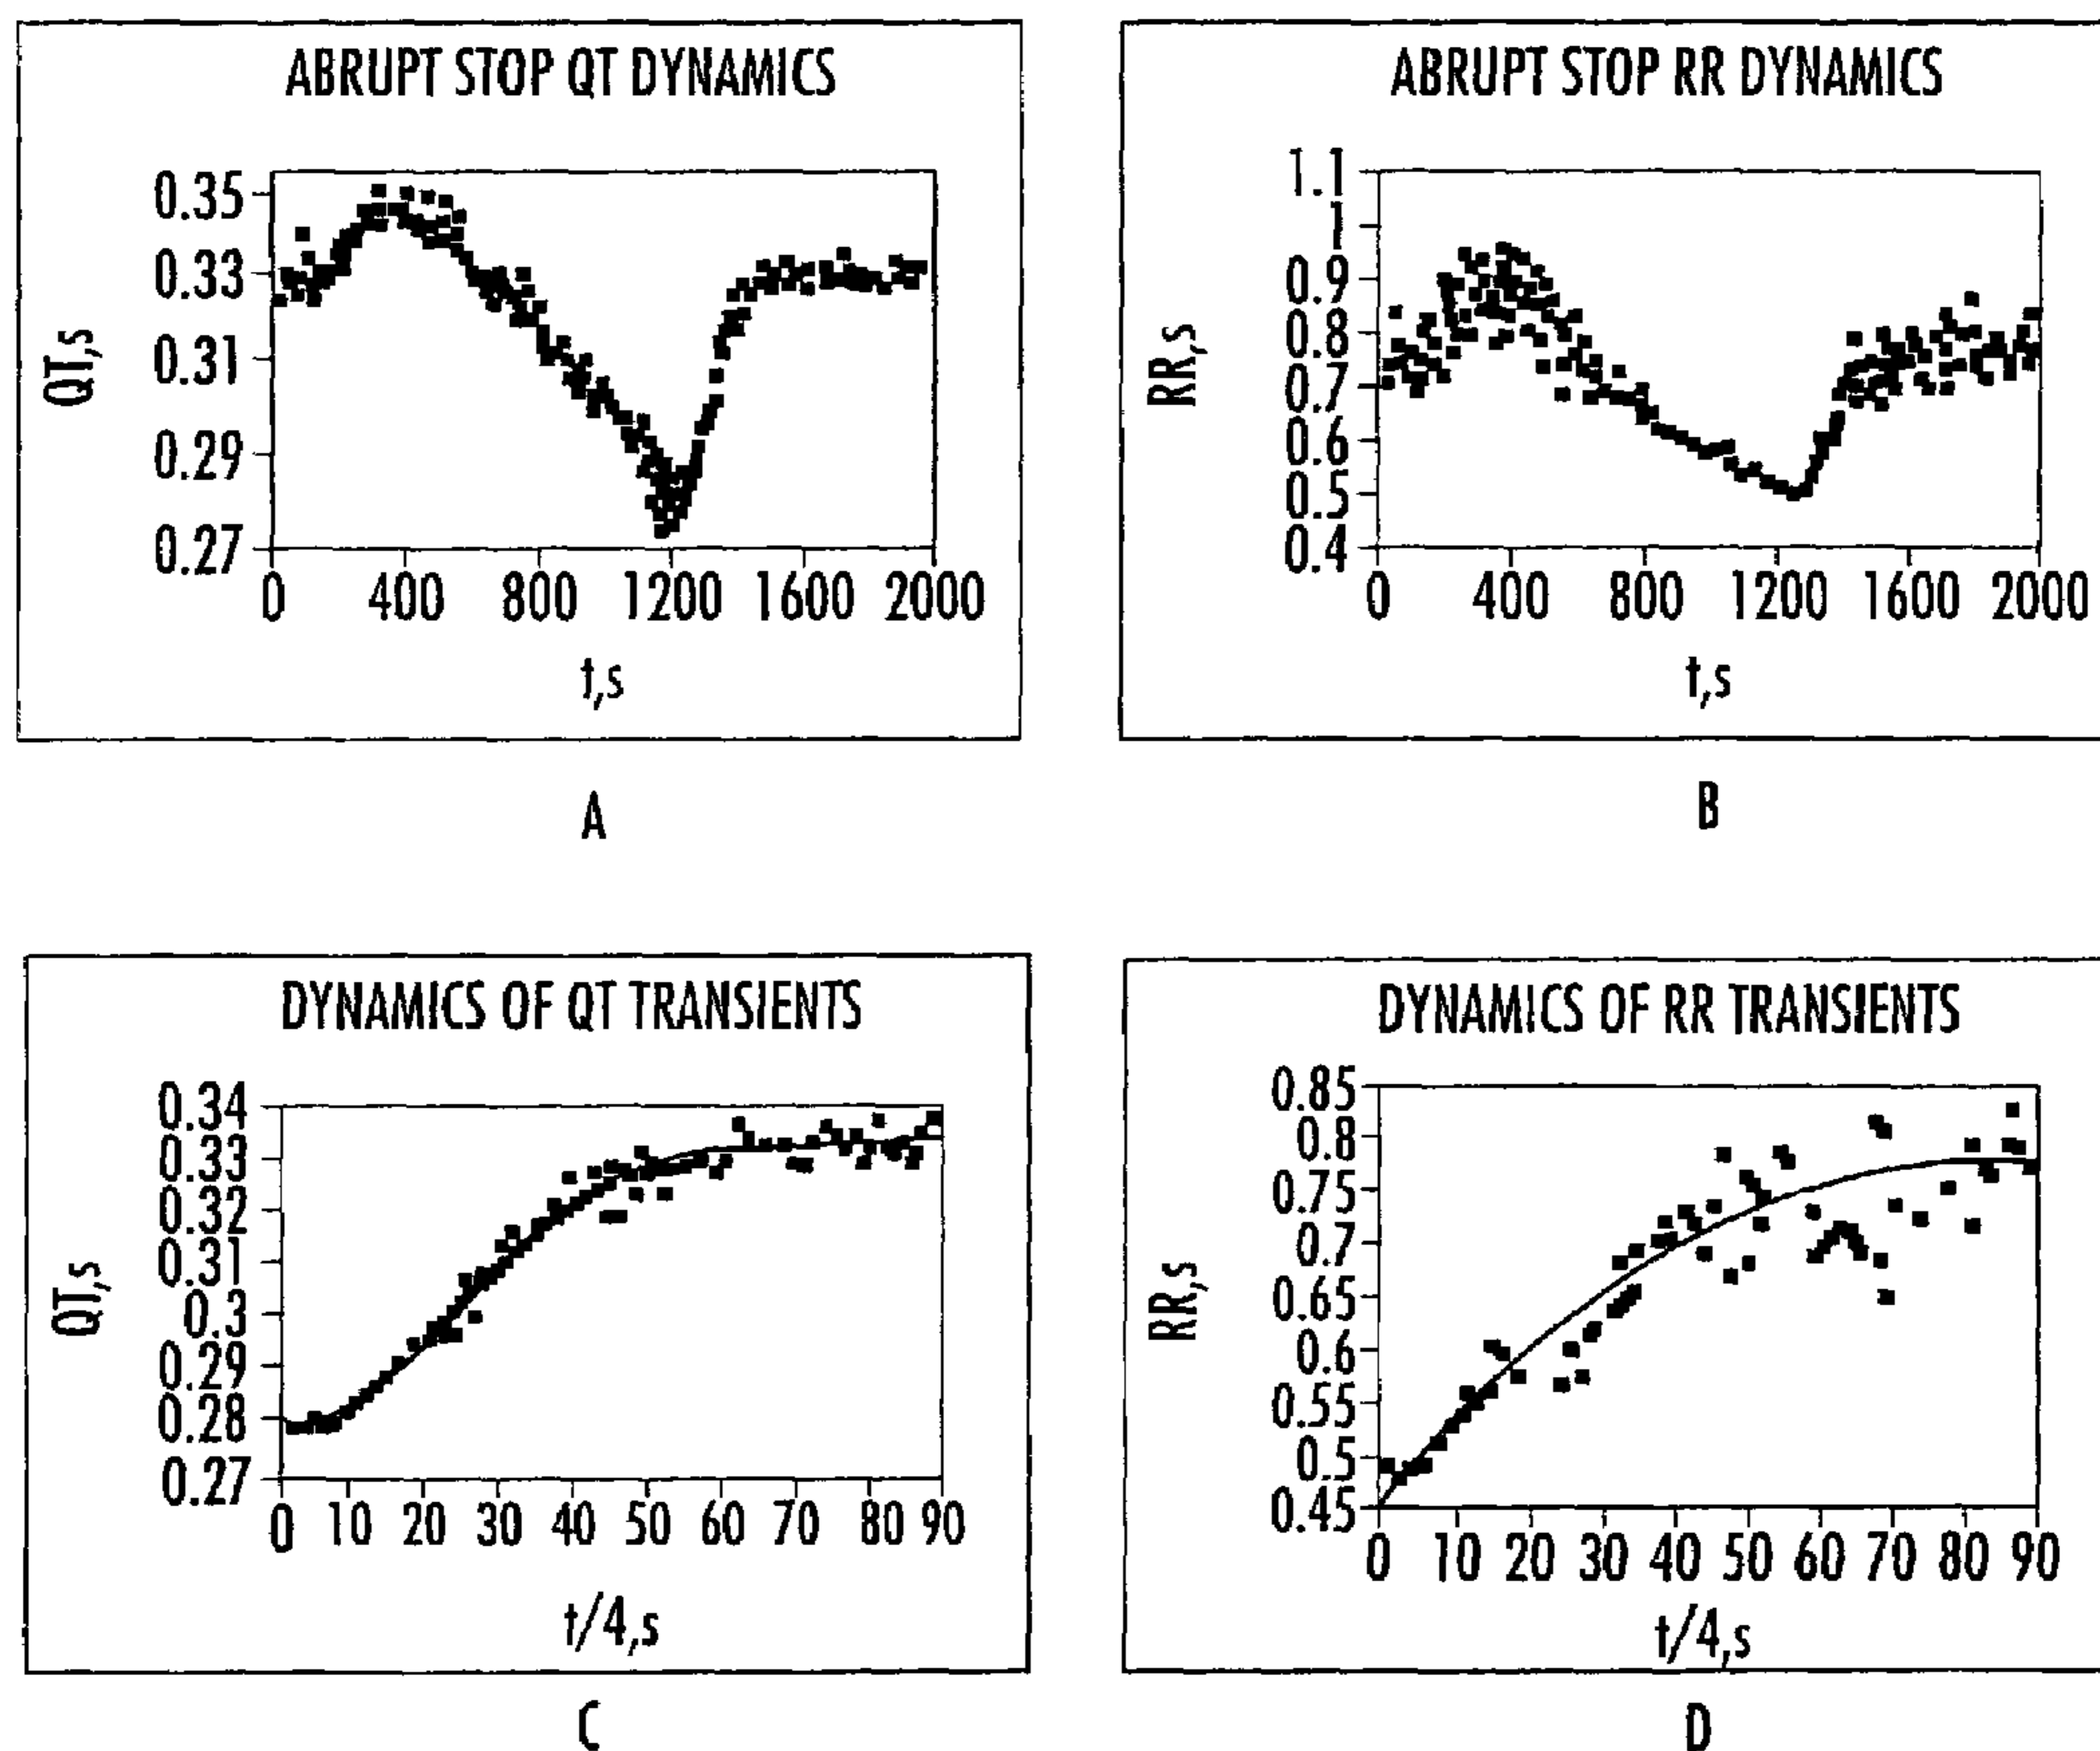 ABRUPT STOP QT DYNAMICS
QT,s
0.35
0.33
0.31
0.29
0.27
0 400 800 1200 1600 2000
t,s
A
ABRUPT STOP RR DYNAMICS
RR,s
1.1
1
0.9
0.8
0.7
0.6
0.5
0.4
0 400 800 1200 1600 2000
t,s
B
DYNAMICS OF QT TRANSIENTS
QT,s
0.34
0.33
0.32
0.31
0.3
0.29
0.28
0.27
0 10 20 30 40 50 60 70 80 90
t/4,s
C
DYNAMICS OF RR TRANSIENTS
RR,s
0.85
0.8
0.75
0.7
0.65
0.6
0.55
0.5
0.45
0 10 20 30 40 50 60 70 80 90
t/4,s
D